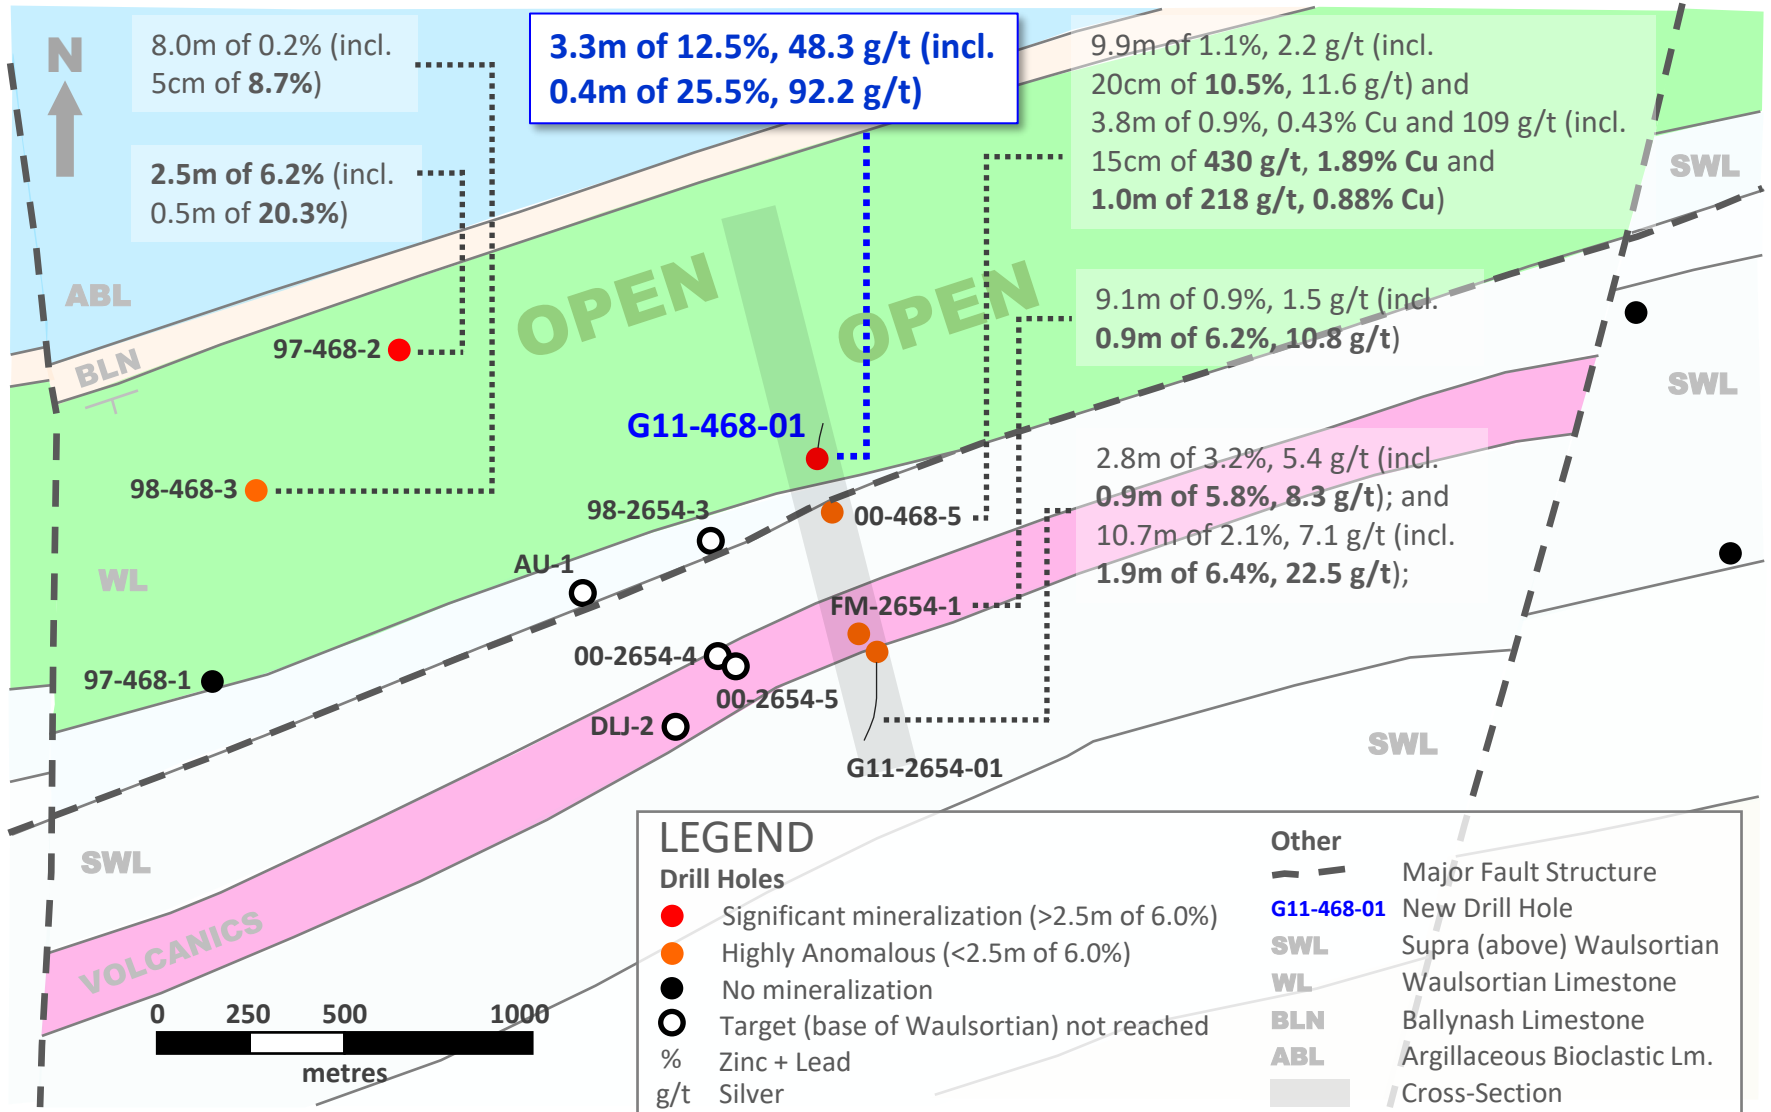 N
8.0m of 0.2% (incl.
5cm of 8.7%)
2.5m of 6.2% (incl.
0.5m of 20.3%)
3.3m of 12.5%, 48.3 g/t (incl.
0.4m of 25.5%, 92.2 g/t)
9.9m of 1.1%, 2.2 g/t (incl.
20cm of 10.5%, 11.6 g/t) and
3.8m of 0.9%, 0.43% Cu and 109 g/t (incl.
15cm of 430 g/t, 1.89% Cu and
1.0m of 218 g/t, 0.88% Cu)
SWL
ABL
OPEN
OPEN
9.1m of 0.9%, 1.5 g/t (incl.
0.9m of 6.2%, 10.8 g/t)
97-468-2
BLN
SWL
G11-468-01
2.8m of 3.2%, 5.4 g/t (incl.
0.9m of 5.8%, 8.3 g/t); and
10.7m of 2.1%, 7.1 g/t (incl.
1.9m of 6.4%, 22.5 g/t);
98-468-3
98-2654-3
00-468-5
AU-1
WL
FM-2654-1
00-2654-4
97-468-1
00-2654-5
DLJ-2
SWL
G11-2654-01
SWL
VOLCANICS
0 250 500 1000
metres
LEGEND
Drill Holes
Significant mineralization (>2.5m of 6.0%)
Highly Anomalous (<2.5m of 6.0%)
No mineralization
Target (base of Waulsortian) not reached
% Zinc + Lead
g/t Silver
Other
Major Fault Structure
G11-468-01 New Drill Hole
SWL Supra (above) Waulsortian
WL Waulsortian Limestone
BLN Ballynash Limestone
ABL Argillaceous Bioclastic Lm.
Cross-Section